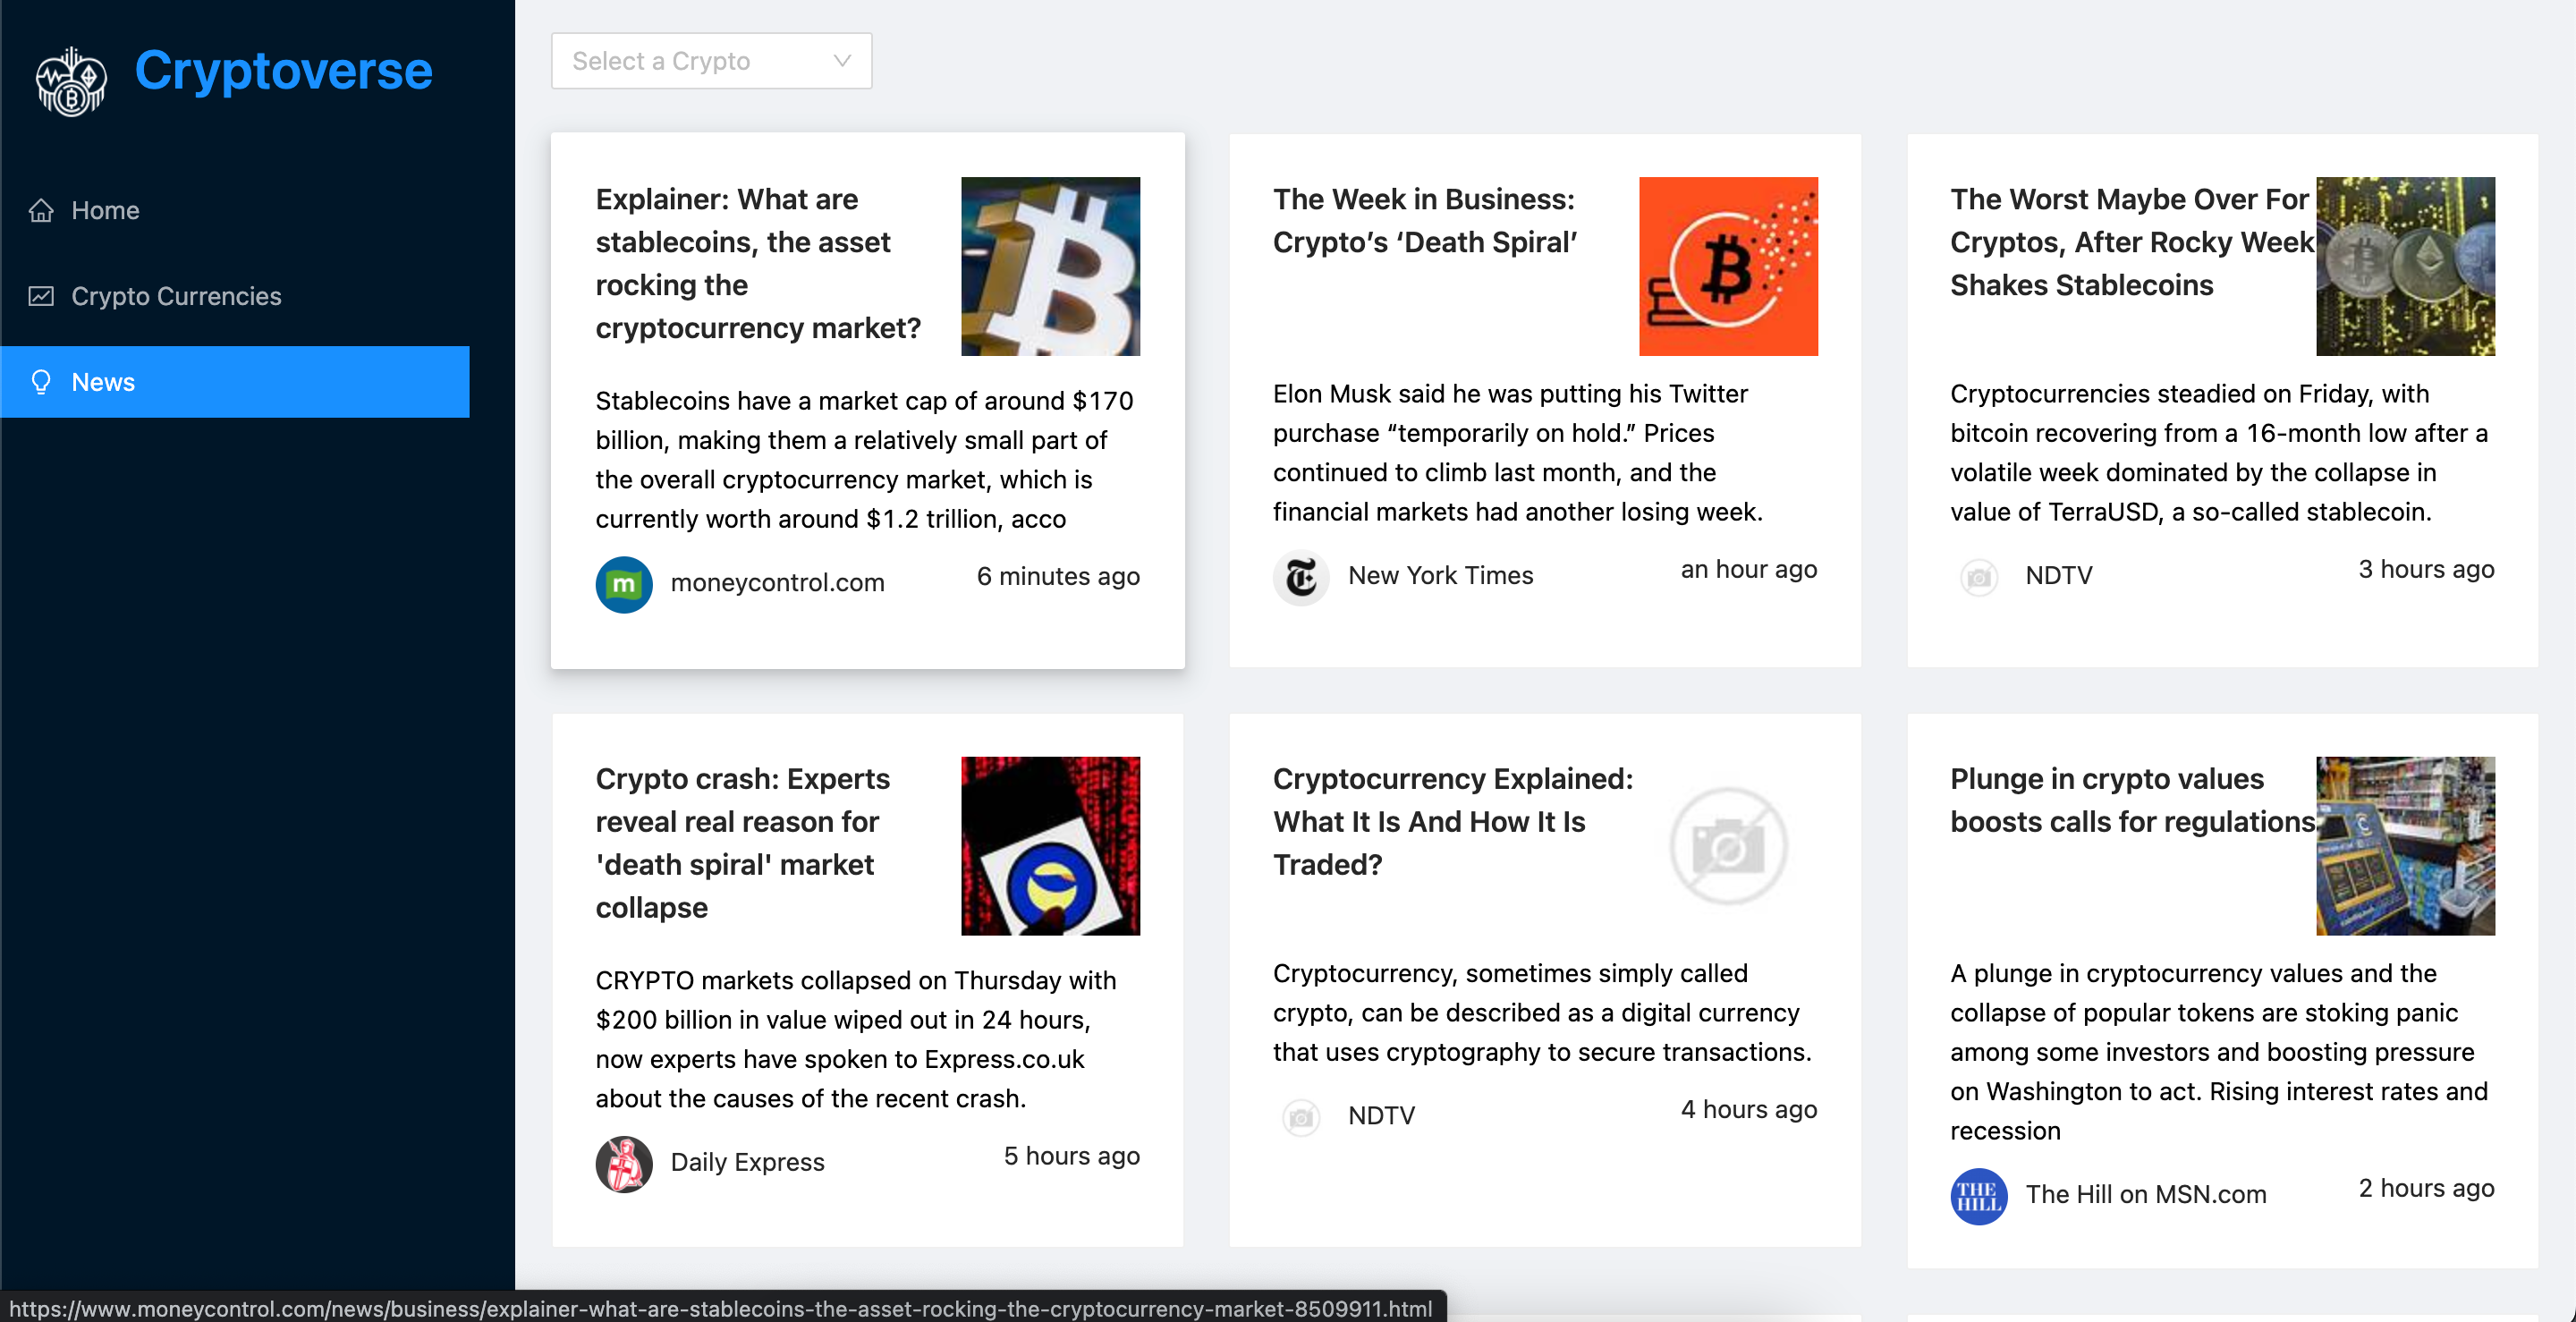 Cryptoverse
Home
Crypto Currencies
News
Select a Crypto
Explainer: What are
stablecoins, the asset
rocking the
cryptocurrency market?
Stablecoins have a market cap of around $170
billion, making them a relatively small part of
the overall cryptocurrency market, which is
currently worth around $1.2 trillion, acco
m
moneycontrol.com
6 minutes ago
The Week in Business:
Crypto’s ‘Death Spiral’
Elon Musk said he was putting his Twitter
purchase “temporarily on hold.” Prices
continued to climb last month, and the
financial markets had another losing week.
New York Times
an hour ago
The Worst Maybe Over For
Cryptos, After Rocky Week
Shakes Stablecoins
Cryptocurrencies steadied on Friday, with
bitcoin recovering from a 16-month low after a
volatile week dominated by the collapse in
value of TerraUSD, a so-called stablecoin.
NDTV
3 hours ago
Crypto crash: Experts
reveal real reason for
'death spiral' market
collapse
CRYPTO markets collapsed on Thursday with
$200 billion in value wiped out in 24 hours,
now experts have spoken to Express.co.uk
about the causes of the recent crash.
Daily Express
5 hours ago
Cryptocurrency Explained:
What It Is And How It Is
Traded?
Cryptocurrency, sometimes simply called
crypto, can be described as a digital currency
that uses cryptography to secure transactions.
NDTV
4 hours ago
Plunge in crypto values
boosts calls for regulations
A plunge in cryptocurrency values and the
collapse of popular tokens are stoking panic
among some investors and boosting pressure
on Washington to act. Rising interest rates and
recession
THE
HILL
The Hill on MSN.com
2 hours ago
https://www.moneycontrol.com/news/business/explainer-what-are-stablecoins-the-asset-rocking-the-cryptocurrency-market-8509911.html